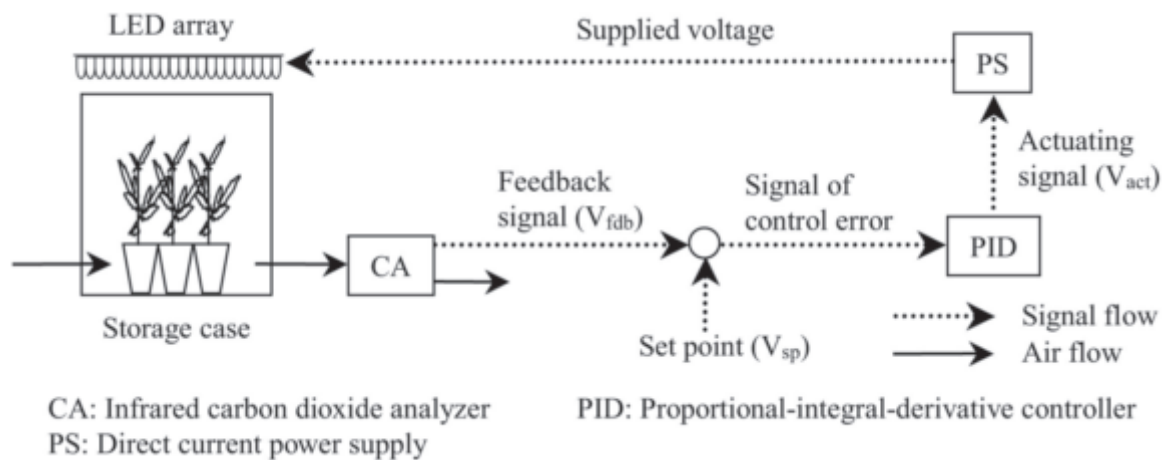 LED array
Supplied voltage
PS
Actuating
signal (Vact)
Feedback
signal (Vfdb)
Signal of
control error
CA
PID
Storage case
Set point (Vsp)
Signal flow
Air flow
CA: Infrared carbon dioxide analyzer
PID: Proportional-integral-derivative controller
PS: Direct current power supply